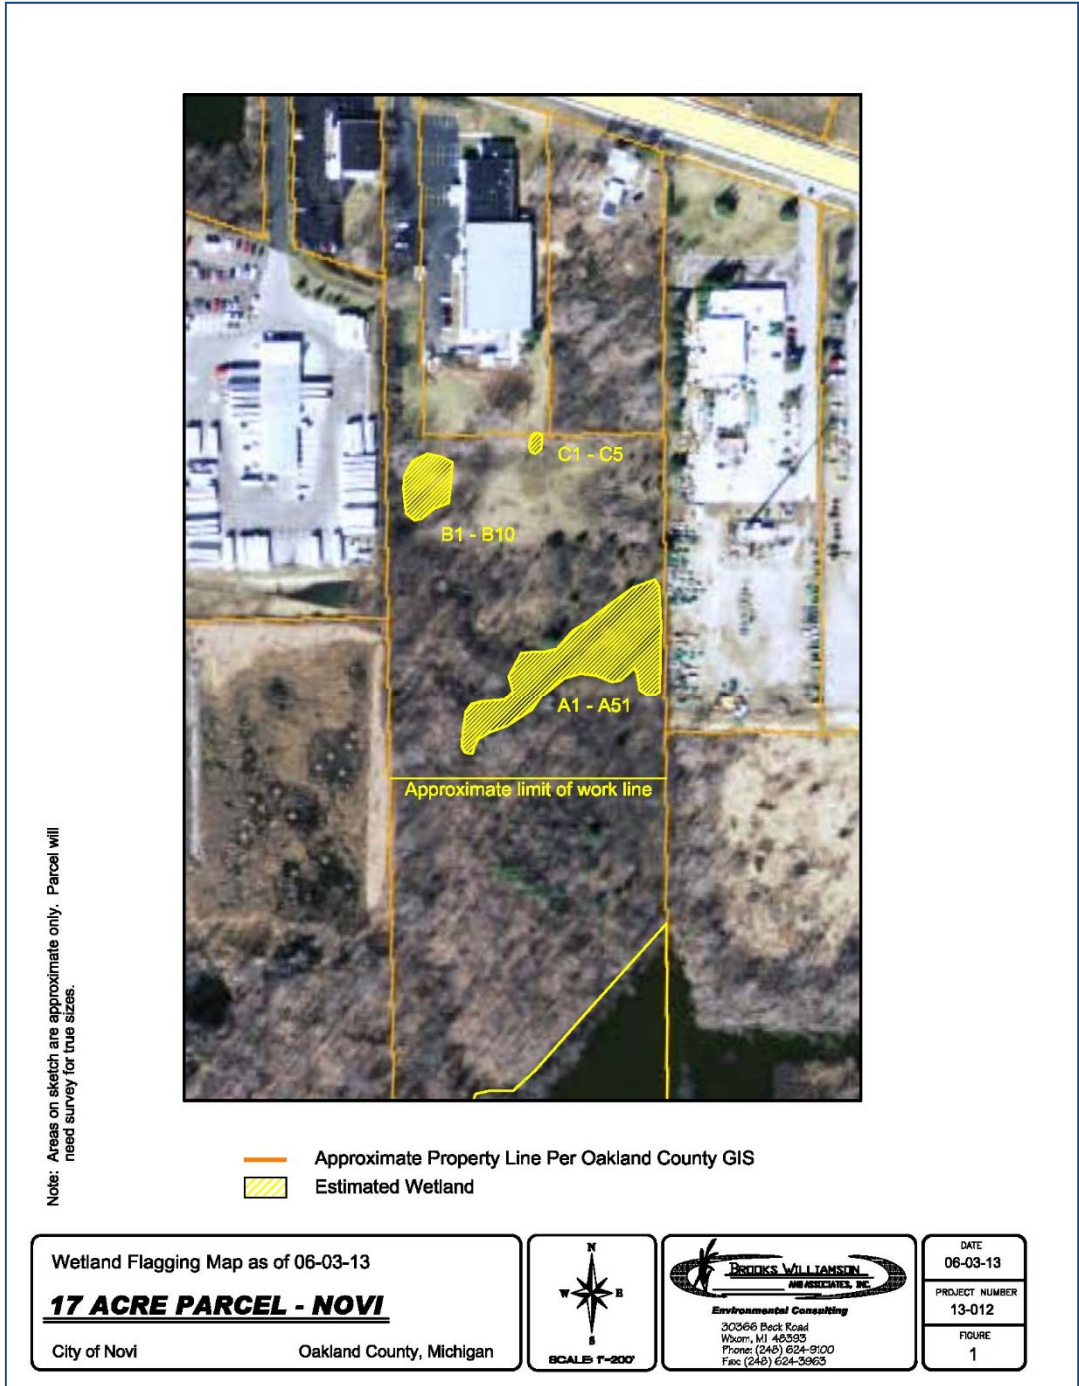 C1 - C5
B1 - B10
A1 - A51
Approximate limit of work line
Note: Areas on sketch are approximate only. Parcel will
need survey for true sizes.
Approximate Property Line Per Oakland County GIS
Estimated Wetland
Wetland Flagging Map as of 06-03-13
17 ACRE PARCEL - NOVI
City of Novi
Oakland County, Michigan
N
W E
S
SCALE: 1"=200'
BROOKS WILLIAMSON
AND ASSOCIATES, INC.
Environmental Consulting
30366 Beck Road
Wixom, MI 48393
Phone: (248) 624-9100
Fax: (248) 624-3963
DATE
06-03-13
PROJECT NUMBER
13-012
FIGURE
1